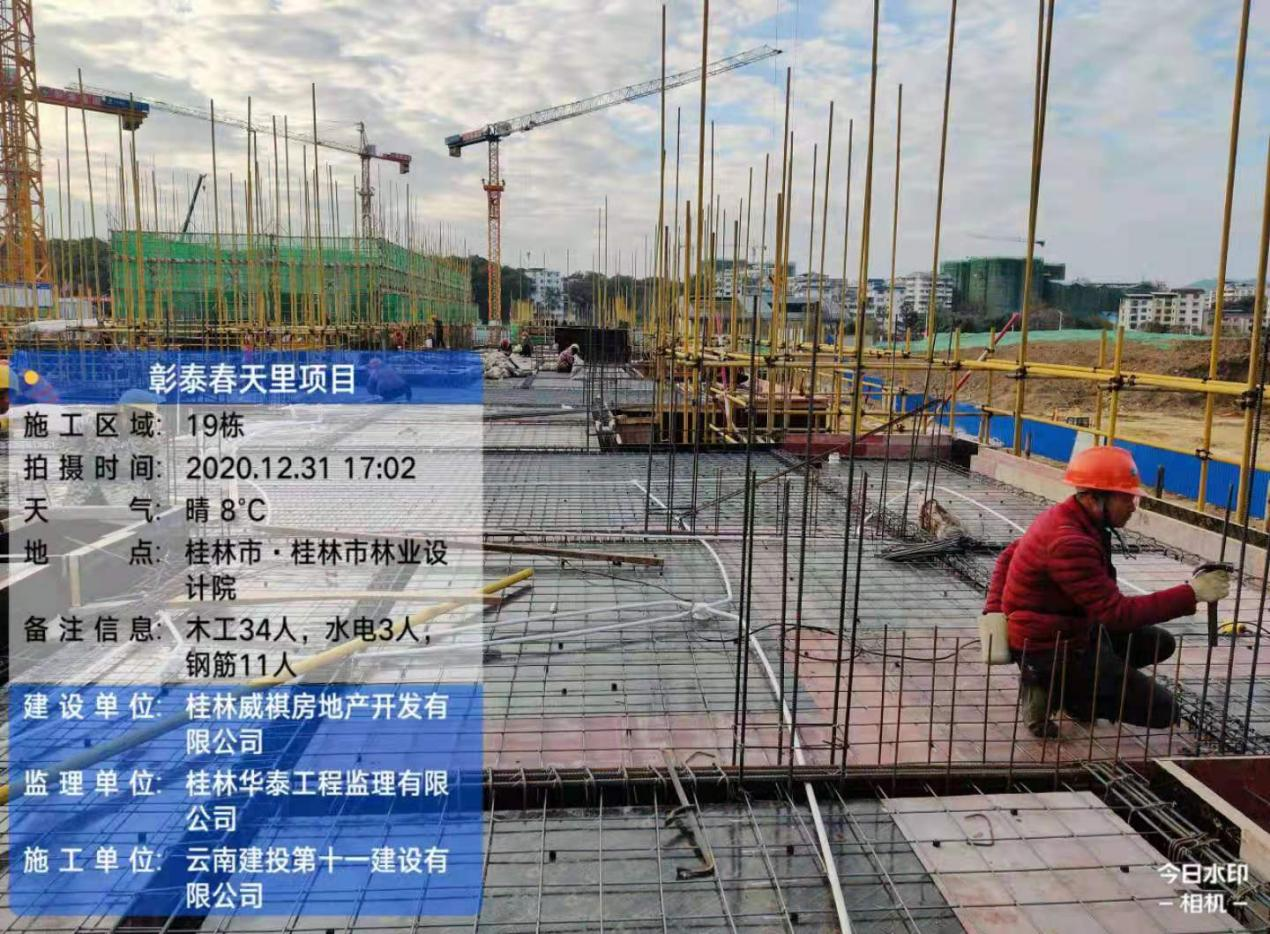 彰泰春天里项目
施工区域: 19栋
拍摄时间: 2020.12.31 17:02
天气: 晴 8℃
地点: 桂林市·桂林市林业设
计院
备注信息: 木工34人，水电3人，
钢筋11人
建设单位: 桂林威祺房地产开发有
限公司
监理单位: 桂林华泰工程监理有限
公司
施工单位: 云南建投第十一建设有
限公司
今日水印
-相机-